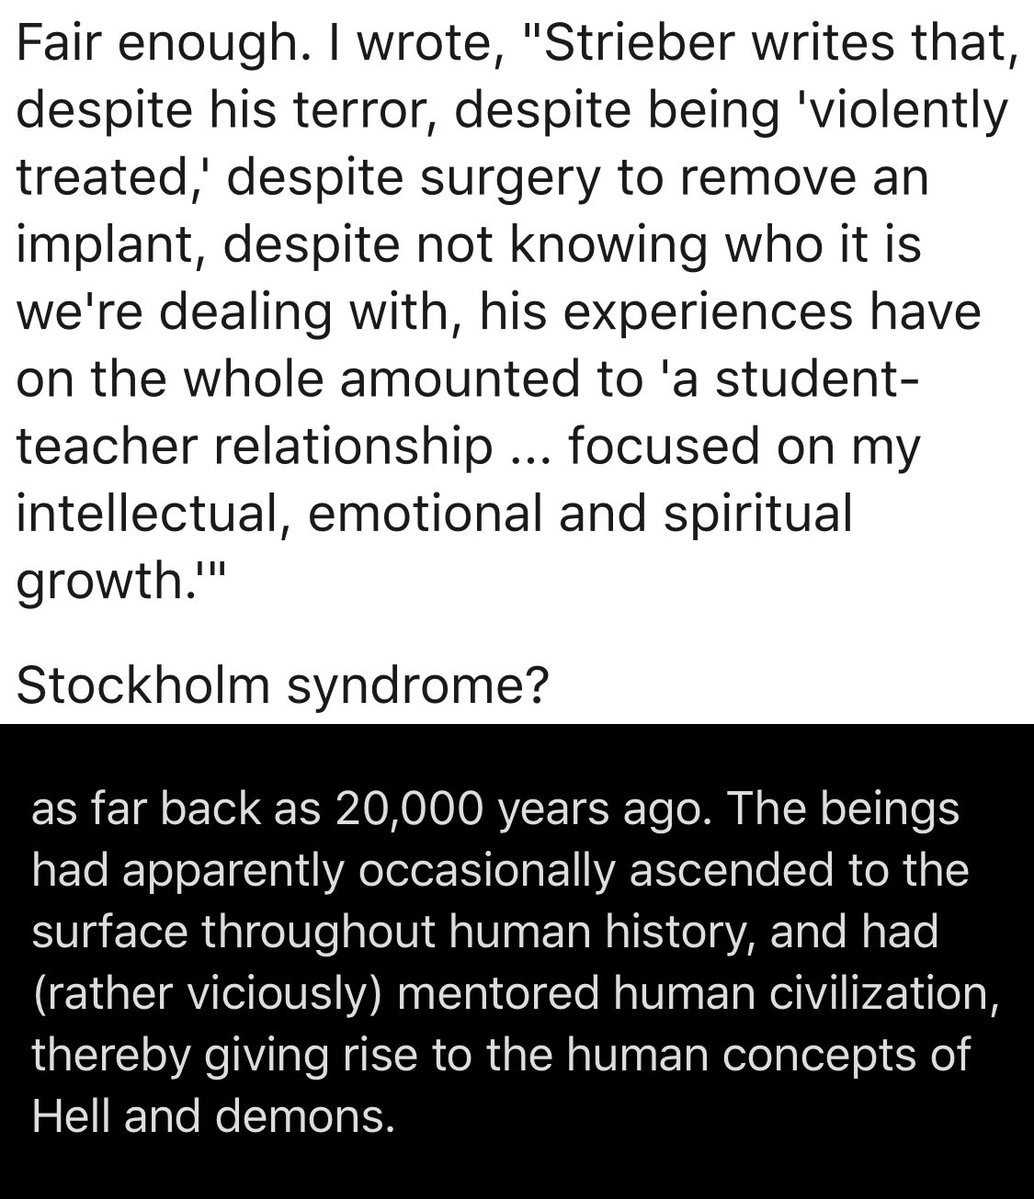 Fair enough. I wrote, "Strieber writes that,
despite his terror, despite being 'violently
treated,' despite surgery to remove an
implant, despite not knowing who it is
we're dealing with, his experiences have
on the whole amounted to 'a student-
teacher relationship ... focused on my
intellectual, emotional and spiritual
growth.'"
Stockholm syndrome?
as far back as 20,000 years ago. The beings
had apparently occasionally ascended to the
surface throughout human history, and had
(rather viciously) mentored human civilization,
thereby giving rise to the human concepts of
Hell and demons.